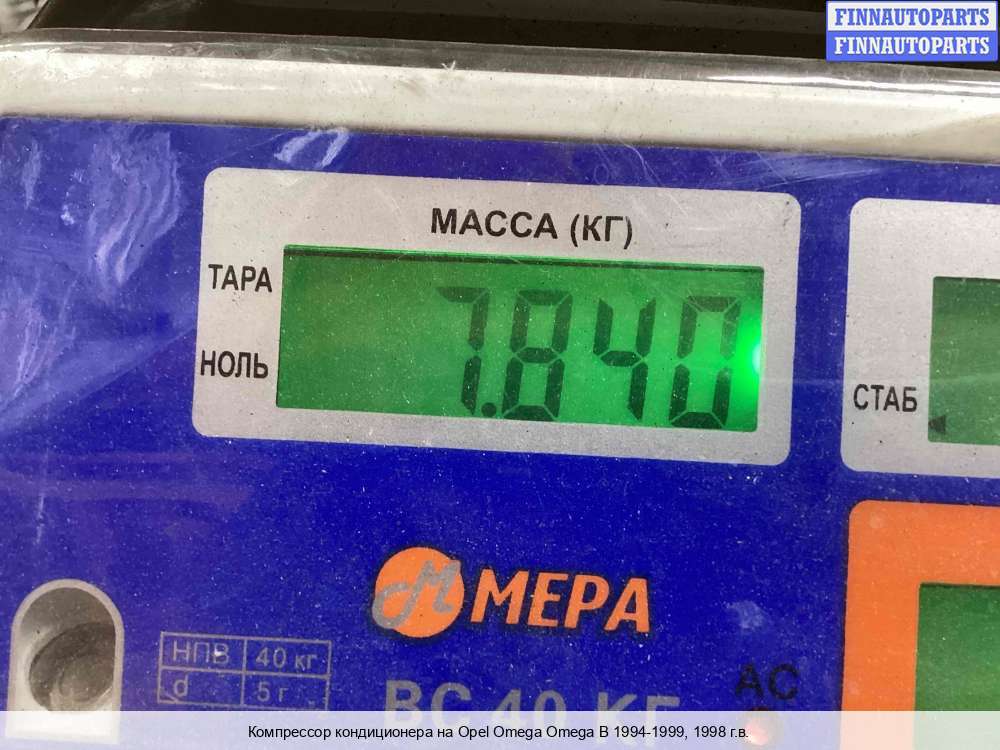 FINNAUTOPARTS
FINNAUTOPARTS
МАССА (КГ)
ТАРА
7.840
НОЛЬ
СТАБ
М МЕРА
НПВ 40 кг
d 5 г
AC
ВС 40 КГ
Компрессор кондиционера на Opel Omega Omega B 1994-1999, 1998 г.в.